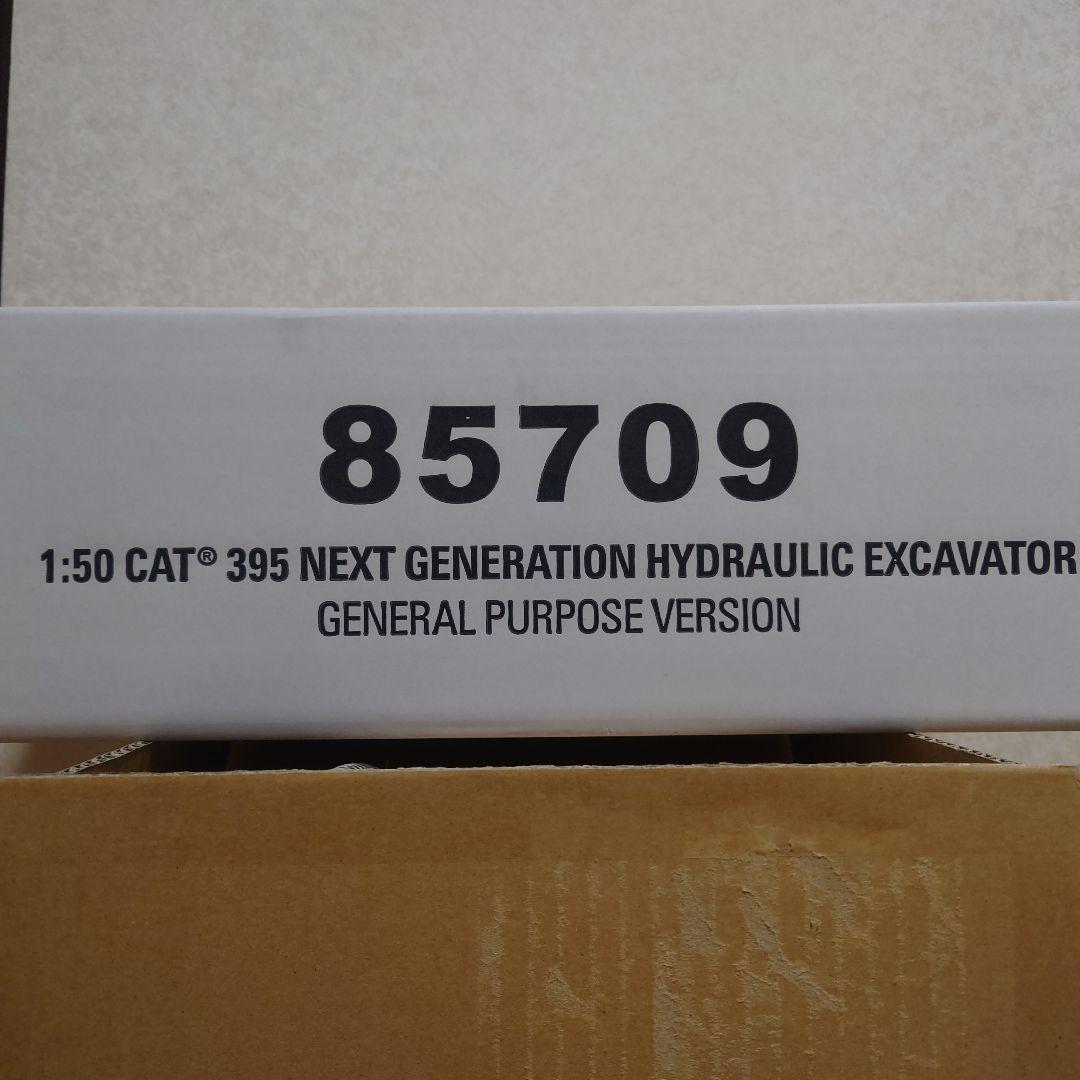 85709
1:50 CAT® 395 NEXT GENERATION HYDRAULIC EXCAVATOR
GENERAL PURPOSE VERSION